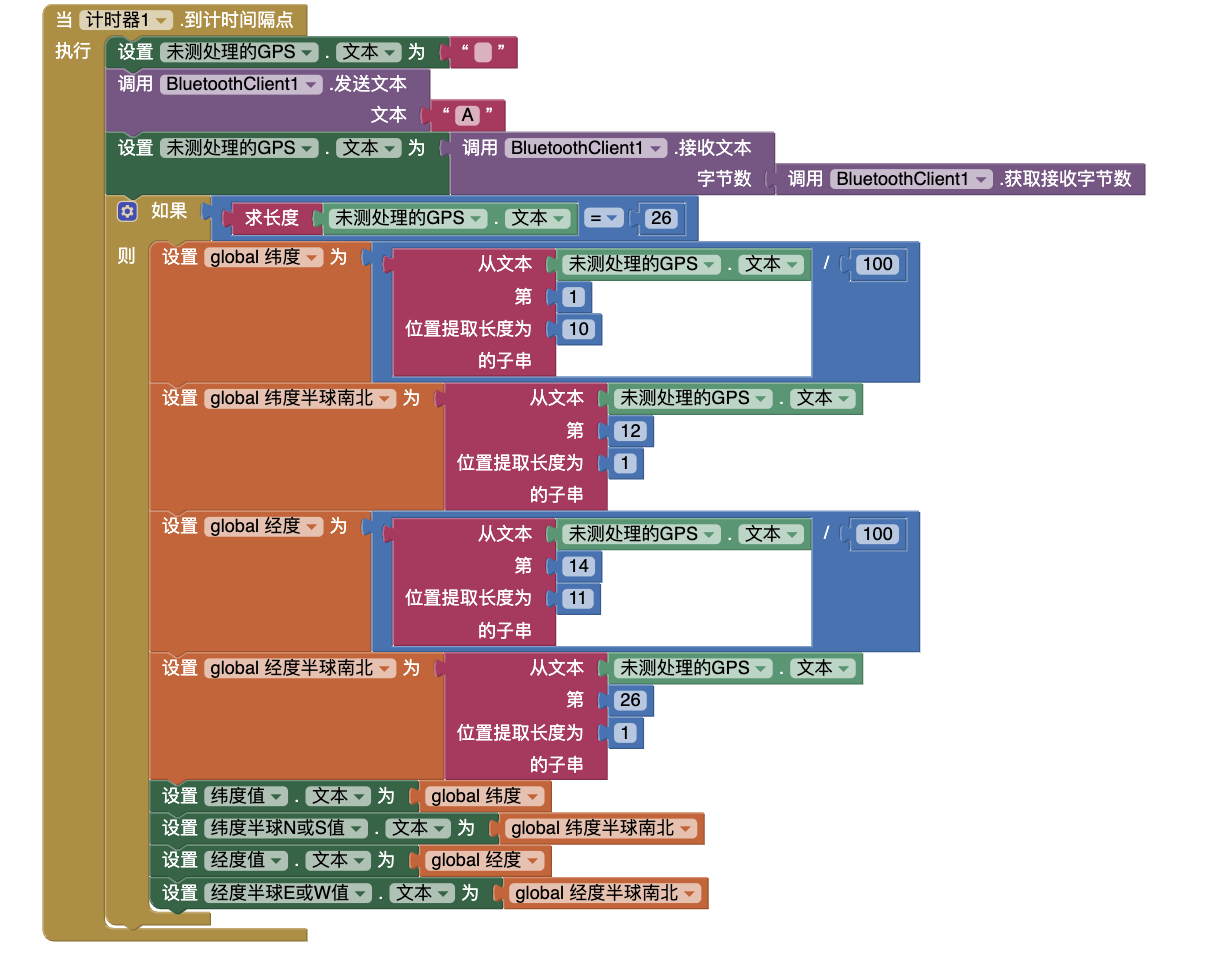 当 计时器1 .到计时间隔点
执行 设置 未测处理的GPS . 文本 为 “ ”
调用 BluetoothClient1 .发送文本
文本 “ A ”
设置 未测处理的GPS . 文本 为 调用 BluetoothClient1 .接收文本
字节数 调用 BluetoothClient1 .获取接收字节数
如果 求长度 未测处理的GPS . 文本 = 26
则 设置 global 纬度 为 从文本 未测处理的GPS . 文本 / 100
第 1
位置提取长度为 10
的子串
设置 global 纬度半球南北 为 从文本 未测处理的GPS . 文本
第 12
位置提取长度为 1
的子串
设置 global 经度 为 从文本 未测处理的GPS . 文本 / 100
第 14
位置提取长度为 11
的子串
设置 global 经度半球南北 为 从文本 未测处理的GPS . 文本
第 26
位置提取长度为 1
的子串
设置 纬度值 . 文本 为 global 纬度
设置 纬度半球N或S值 . 文本 为 global 纬度半球南北
设置 经度值 . 文本 为 global 经度
设置 经度半球E或W值 . 文本 为 global 经度半球南北